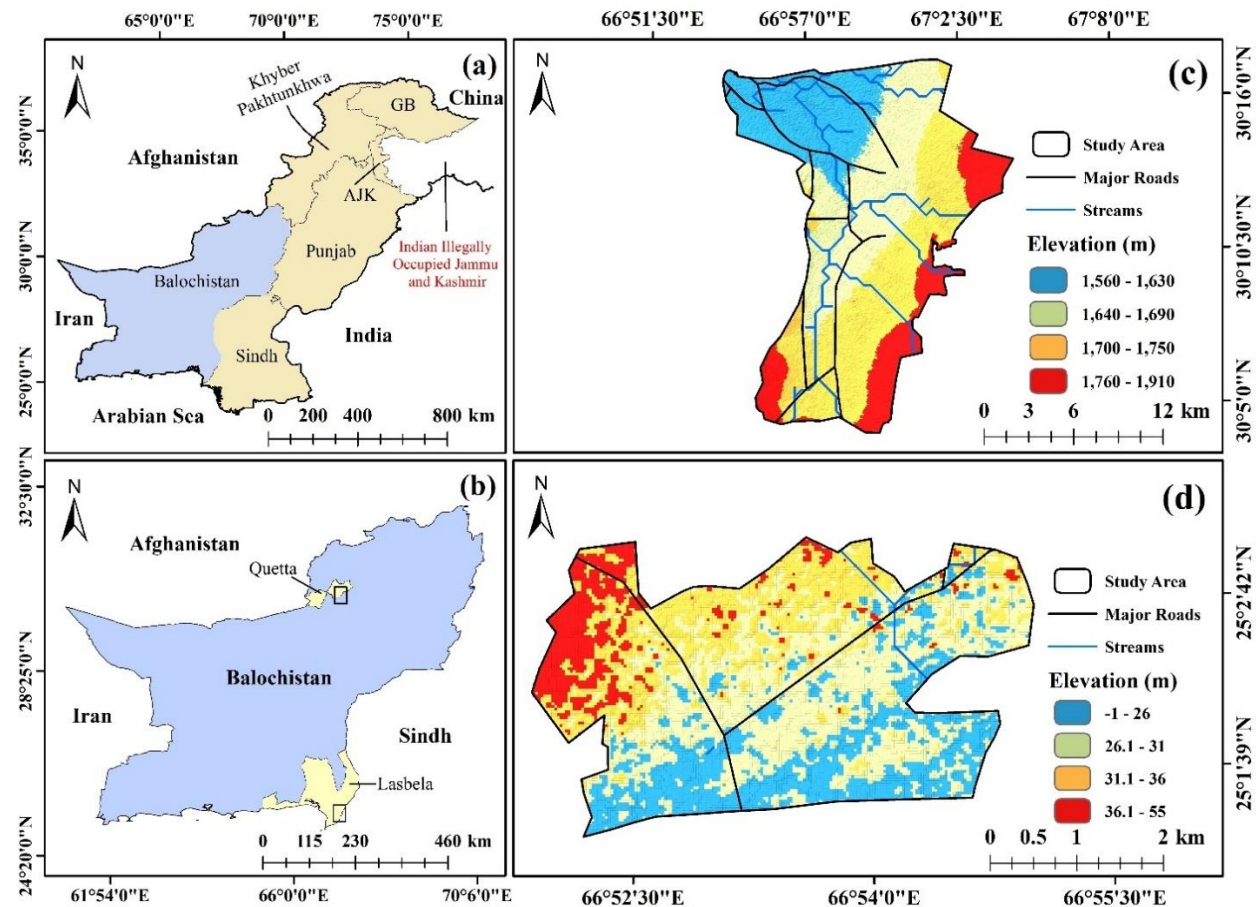 65°0'0"E 70°0'0"E 75°0'0"E
35°0'0"N
30°0'0"N
25°0'0"N
N
(a)
Khyber
Pakhtunkhwa
GB
China
Afghanistan
AJK
Punjab
Indian Illegally
Occupied Jammu
and Kashmir
Balochistan
Iran
India
Sindh
Arabian Sea
0 200 400 800 km
66°51'30"E 66°57'0"E 67°2'30"E 67°8'0"E
30°16'0"N
30°10'30"N
30°5'0"N
N
(c)
Study Area
Major Roads
Streams
Elevation (m)
1,560 - 1,630
1,640 - 1,690
1,700 - 1,750
1,760 - 1,910
0 3 6 12 km
32°30'0"N
28°25'0"N
24°20'0"N
N
(b)
Afghanistan
Quetta
Balochistan
Iran
Sindh
Lasbela
0 115 230 460 km
61°54'0"E 66°0'0"E 70°6'0"E
N
(d)
25°2'42"N
25°1'39"N
Study Area
Major Roads
Streams
Elevation (m)
-1 - 26
26.1 - 31
31.1 - 36
36.1 - 55
0 0.5 1 2 km
66°52'30"E 66°54'0"E 66°55'30"E